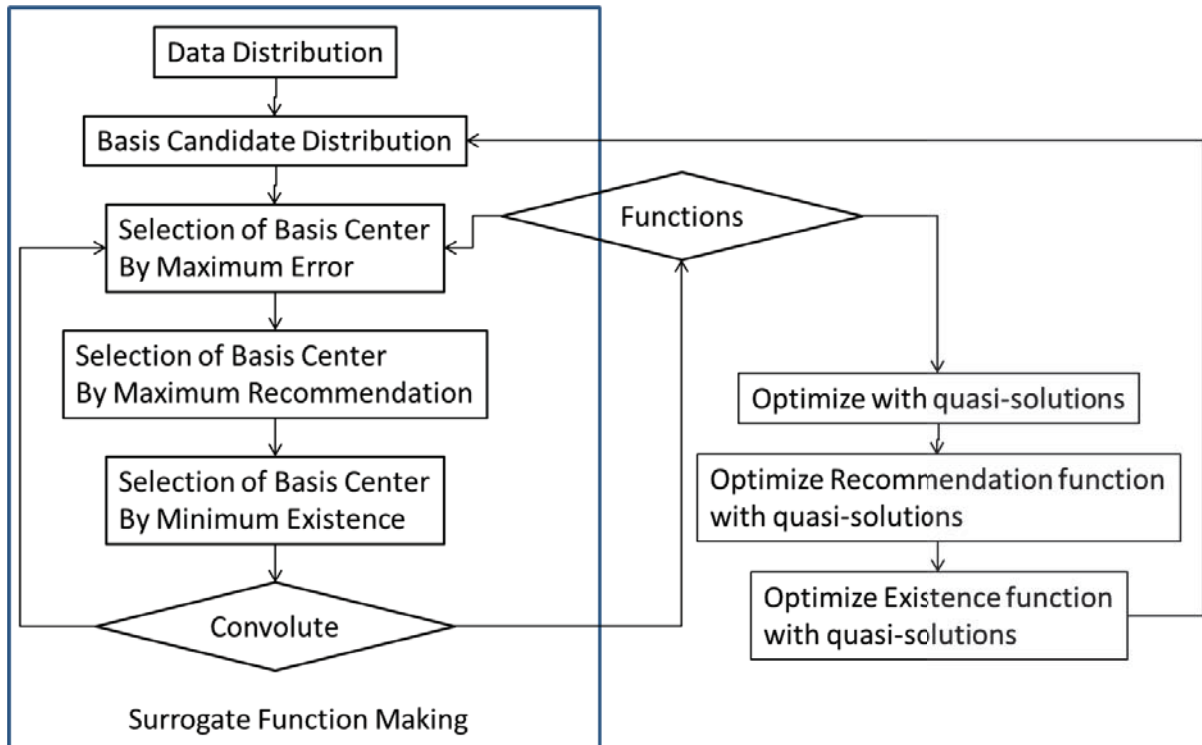 Data Distribution
Basis Candidate Distribution
Selection of Basis Center
By Maximum Error
Selection of Basis Center
By Maximum Recommendation
Selection of Basis Center
By Minimum Existence
Convolute
Surrogate Function Making
Functions
Optimize with quasi-solutions
Optimize Recommendation function
with quasi-solutions
Optimize Existence function
with quasi-solutions